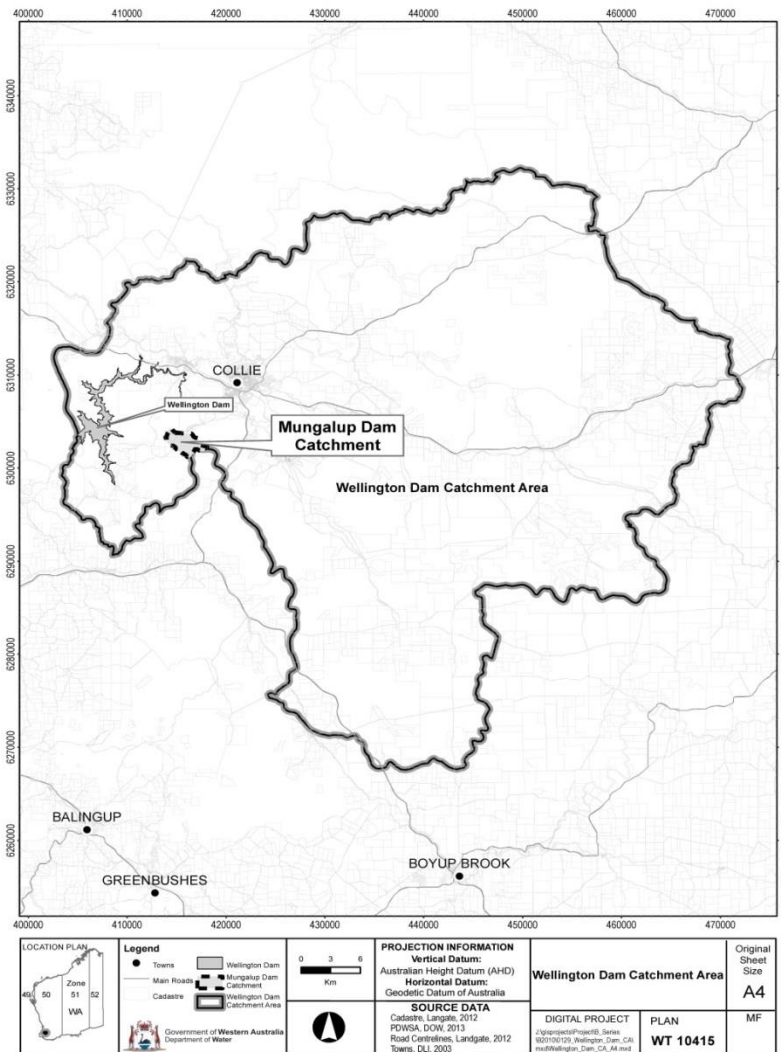 400000 410000 420000 430000 440000 450000 460000 470000
6340000
6330000
6320000
6310000
6300000
6290000
6280000
6270000
6260000
COLLIE
Wellington Dam
Mungalup Dam
Catchment
Wellington Dam Catchment Area
BALINGUP
GREENBUSHES
BOYUP BROOK
400000 410000 420000 430000 440000 450000 460000 470000
LOCATION PLAN
Zone
49 50 51 52
WA
Legend
Towns
Main Roads
Cadastre
Wellington Dam
Mungalup Dam
Catchment
Wellington Dam
Catchment Area
Government of Western Australia
Department of Water
0 3 6
Km
PROJECTION INFORMATION
Vertical Datum:
Australian Height Datum (AHD)
Horizontal Datum:
Geodetic Datum of Australia
SOURCE DATA
Cadastre, Langate, 2012
PDWSA, DOW, 2013
Road Centrelines, Landgate, 2012
Towns, DLI, 2003
Wellington Dam Catchment Area
Original
Sheet
Size
A4
DIGITAL PROJECT
PLAN
WT 10415
MF